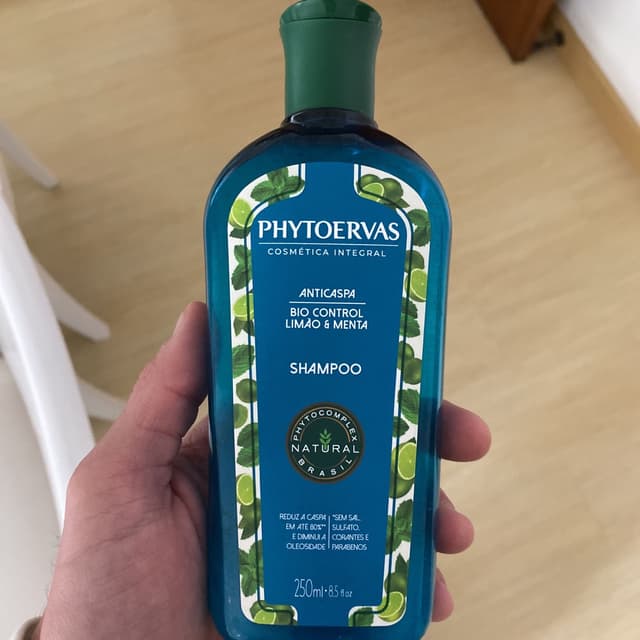 PHYTOERVAS
COSMÉTICA INTEGRAL
ANTICASPA
BIO CONTROL
LIMÃO & MENTA
SHAMPOO
PHYTOCOMPLEX
NATURAL
BRASIL
REDUZ A CASPA
EM ATÉ 80%**
E DIMINUI A
OLEOSIDADE
*SEM SAL,
SULFATO,
CORANTES E
PARABENOS
250ml • 8.5 fl oz